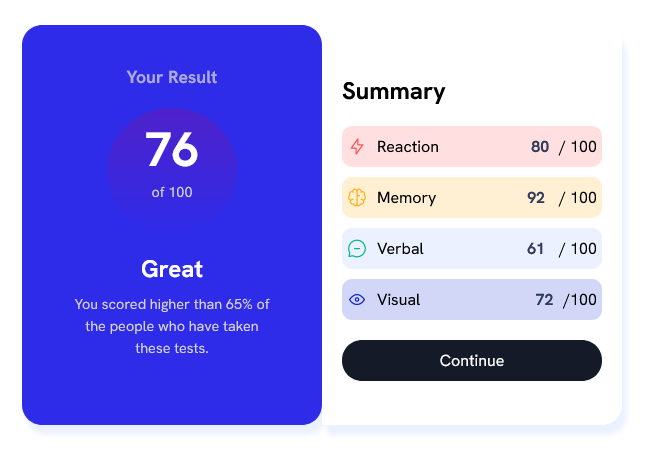 Your Result
76
of 100
Great
You scored higher than 65% of
the people who have taken
these tests.
Summary
Reaction 80 / 100
Memory 92 / 100
Verbal 61 / 100
Visual 72 /100
Continue